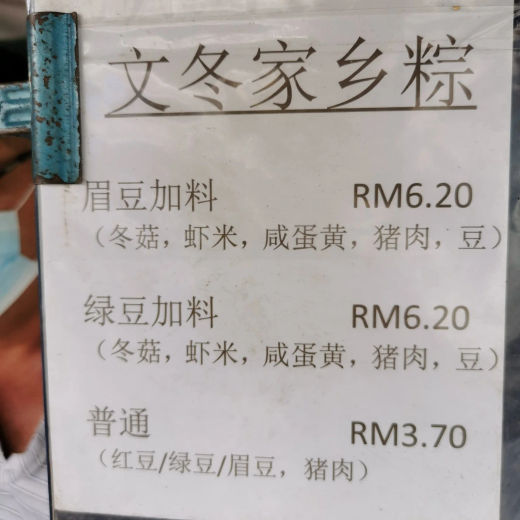 文冬家乡粽
眉豆加料 RM6.20
（冬菇，虾米，咸蛋黄，猪肉，豆）
绿豆加料 RM6.20
（冬菇，虾米，咸蛋黄，猪肉，豆）
普通 RM3.70
（红豆/绿豆/眉豆，猪肉）